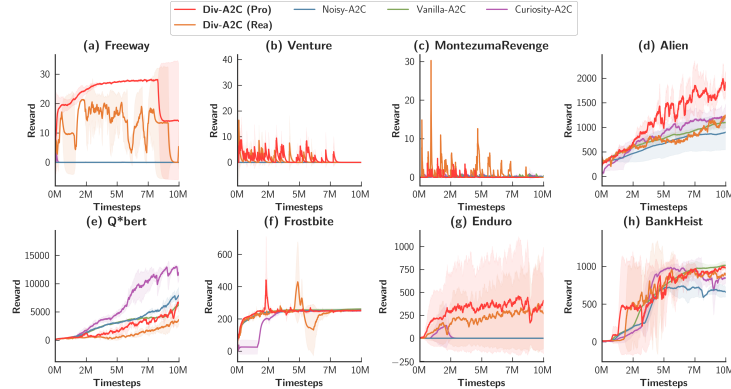 Div-A2C (Pro) Noisy-A2C Vanilla-A2C Curiosity-A2C
Div-A2C (Rea)
(a) Freeway (b) Venture (c) MontezumaRevenge (d) Alien
Reward
0
10
20
30
0M 2M 5M 7M 10M
Timesteps
Reward
0
10
20
30
40
0M 2M 5M 7M 10M
Timesteps
Reward
0
10
20
30
0M 2M 5M 7M 10M
Timesteps
Reward
0
500
1000
1500
2000
0M 2M 5M 7M 10M
Timesteps
(e) Q*bert (f) Frostbite (g) Enduro (h) BankHeist
Reward
0
5000
10000
15000
0M 2M 5M 7M 10M
Timesteps
Reward
0
200
400
600
0M 2M 5M 7M 10M
Timesteps
Reward
−250
0
250
500
750
1000
0M 2M 5M 7M 10M
Timesteps
Reward
0
500
1000
0M 2M 5M 7M 10M
Timesteps